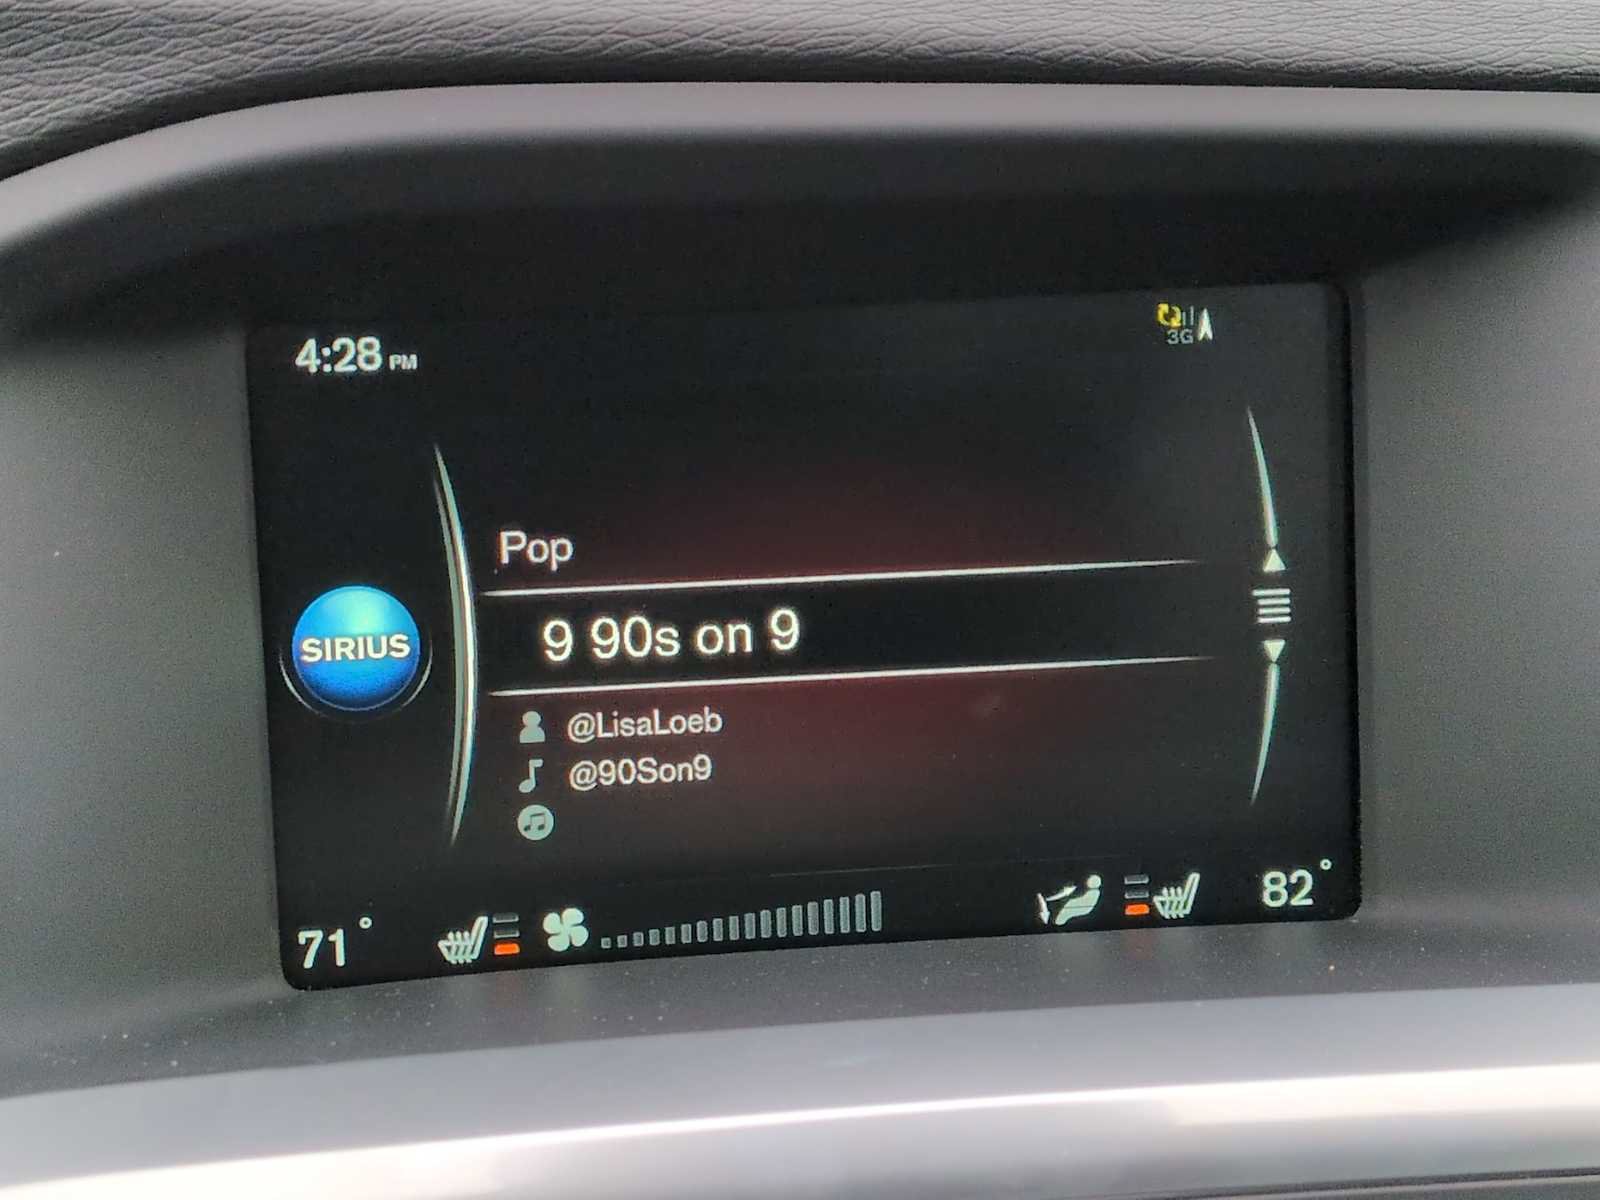 4:28 PM
3G
Pop
SIRIUS
9 90s on 9
@LisaLoeb
@90Son9
71°
82°